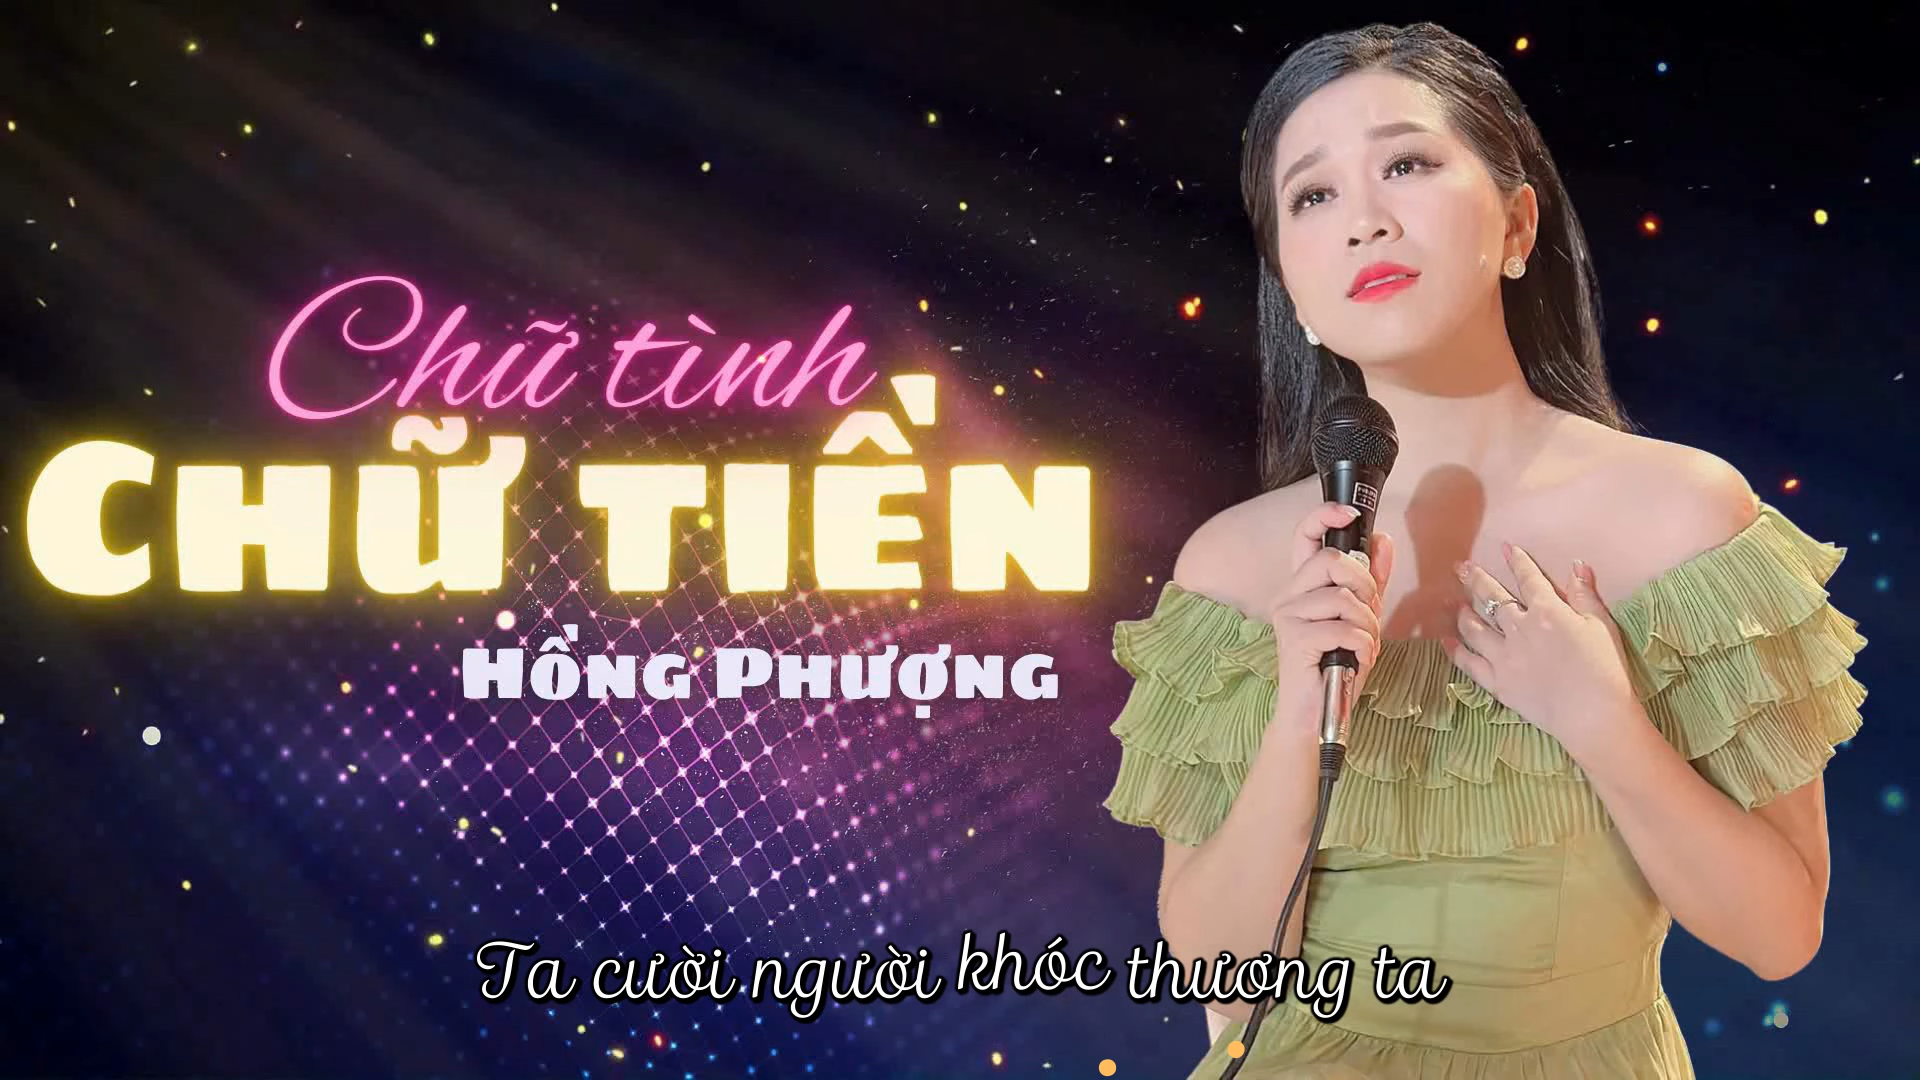 Chữ tình
CHỮ TIỀN
HỒNG PHƯỢNG
Ta cười người khóc thương ta